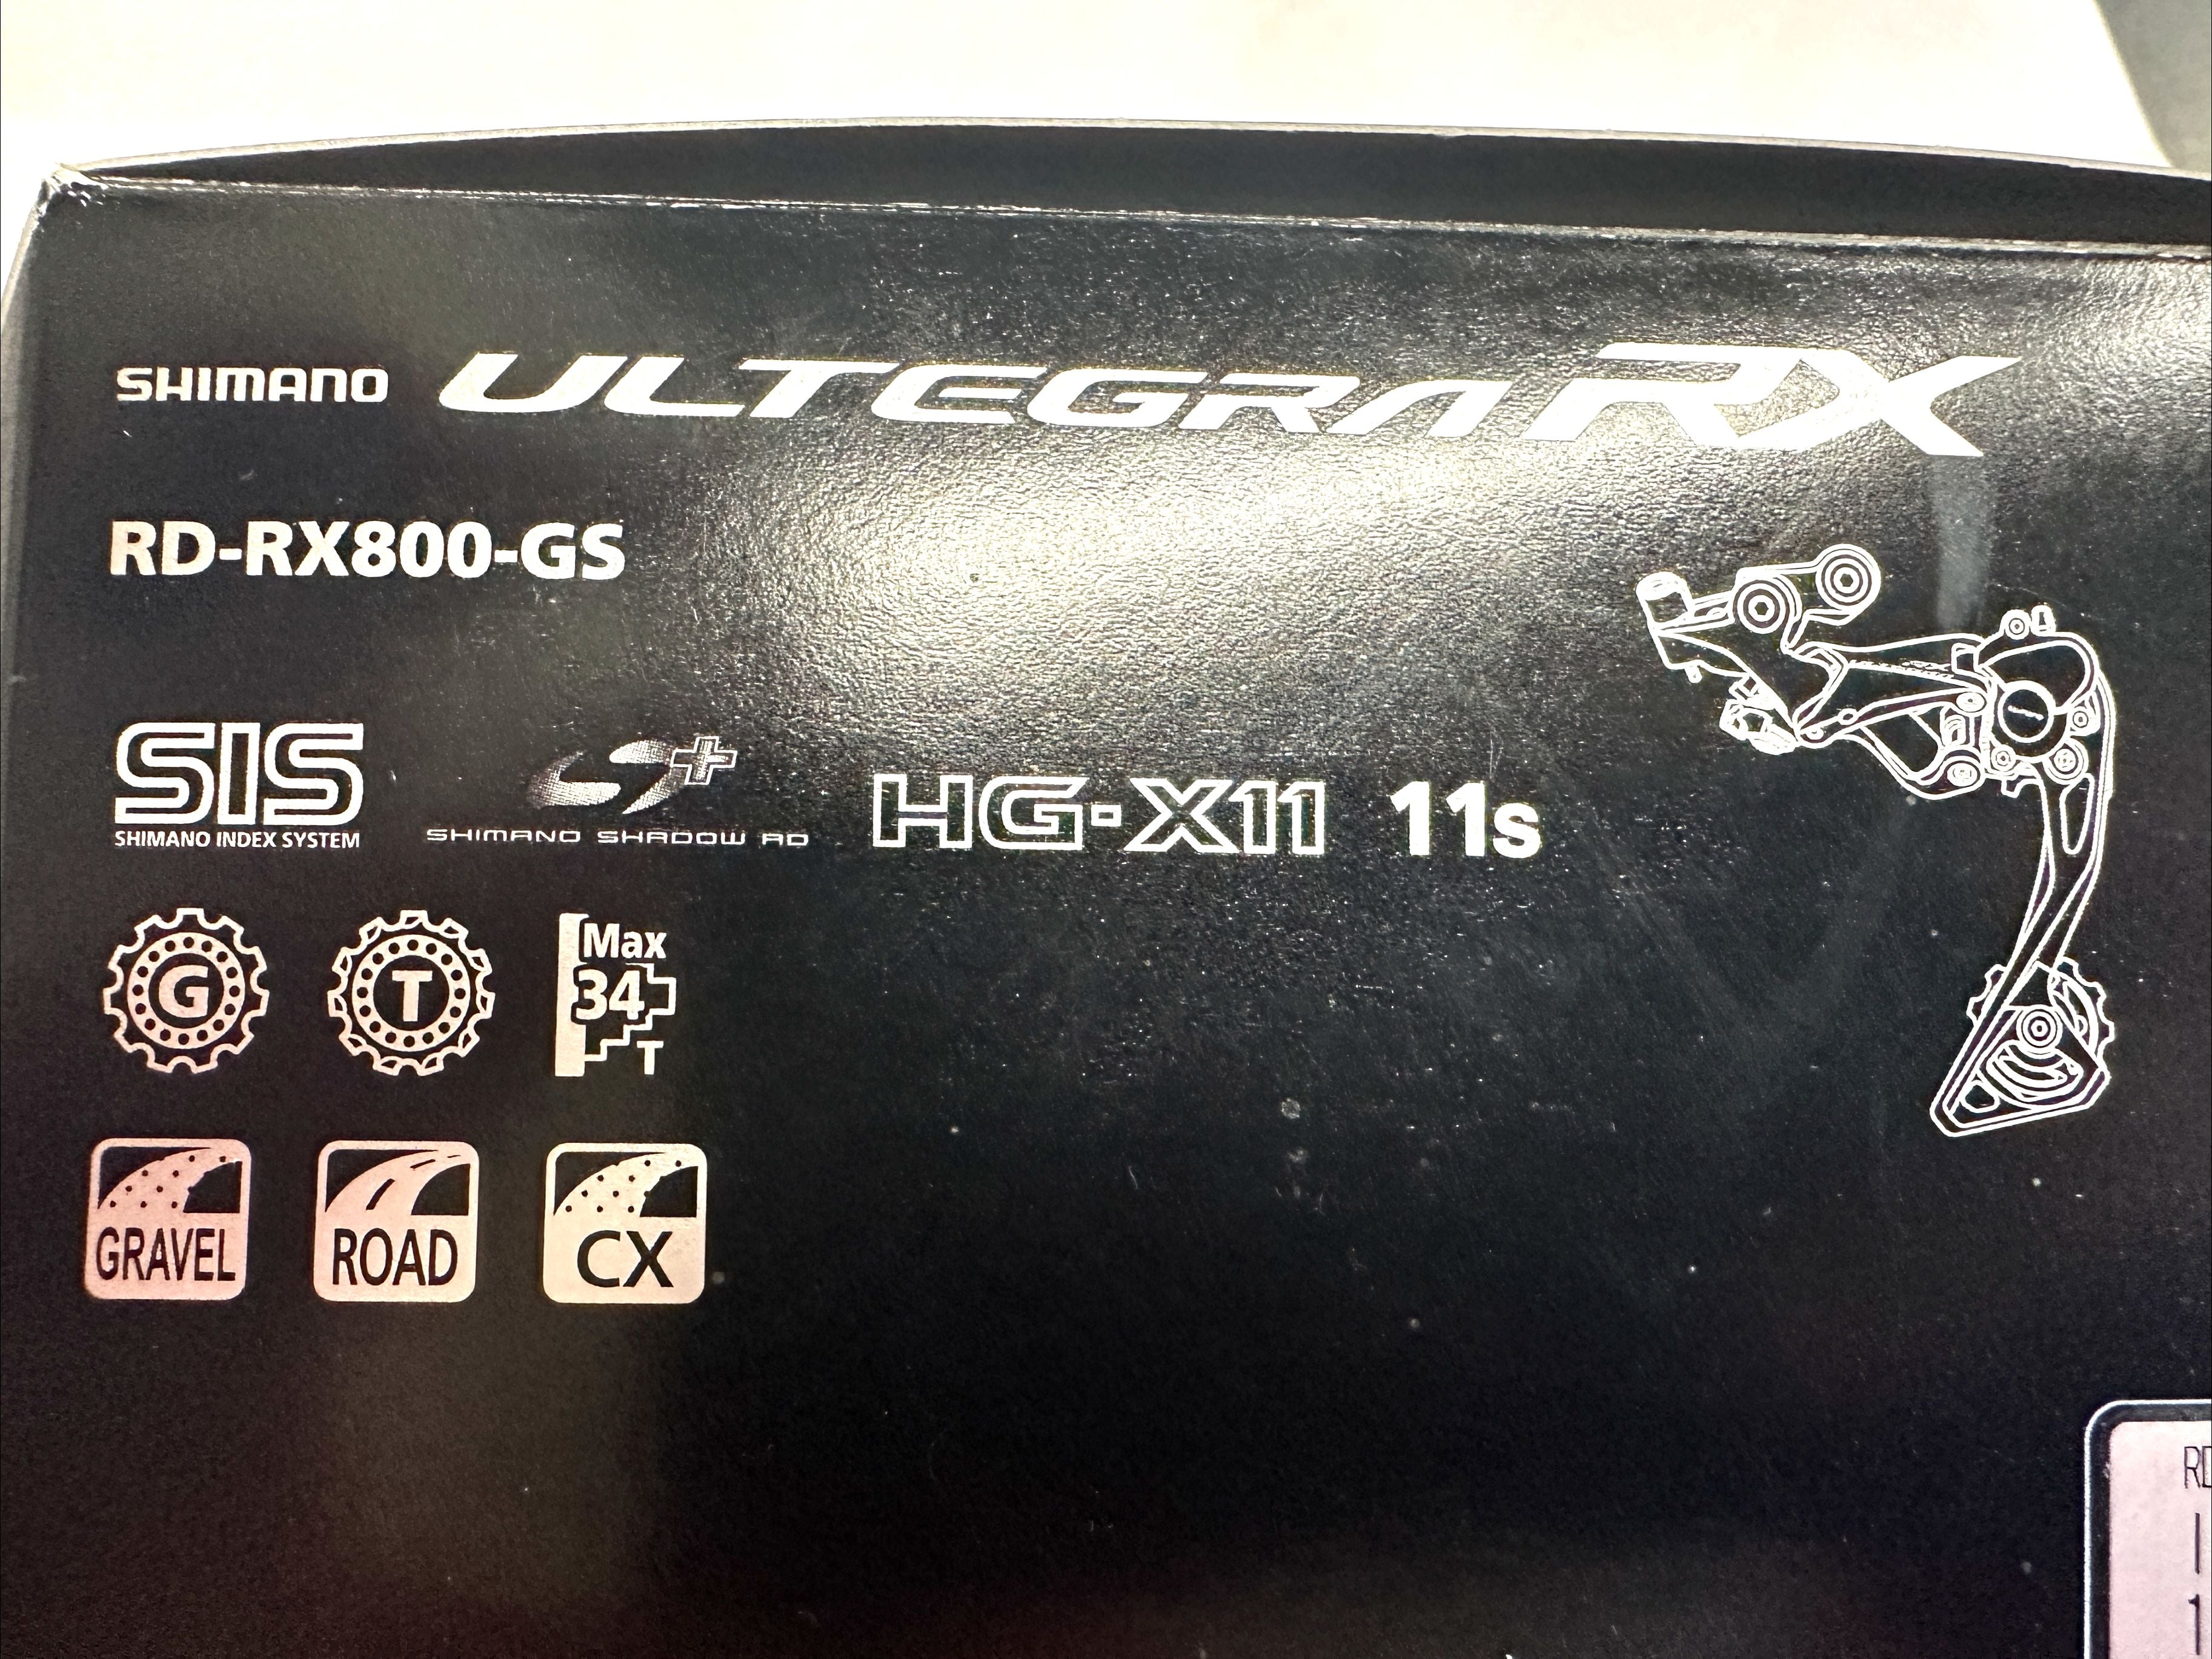 SHIMANO ULTEGRA RX
RD-RX800-GS
SIS
SHIMANO INDEX SYSTEM
S+
SHIMANO SHADOW RD
HG-X11 11s
G
T
Max
34
T
GRAVEL
ROAD
CX